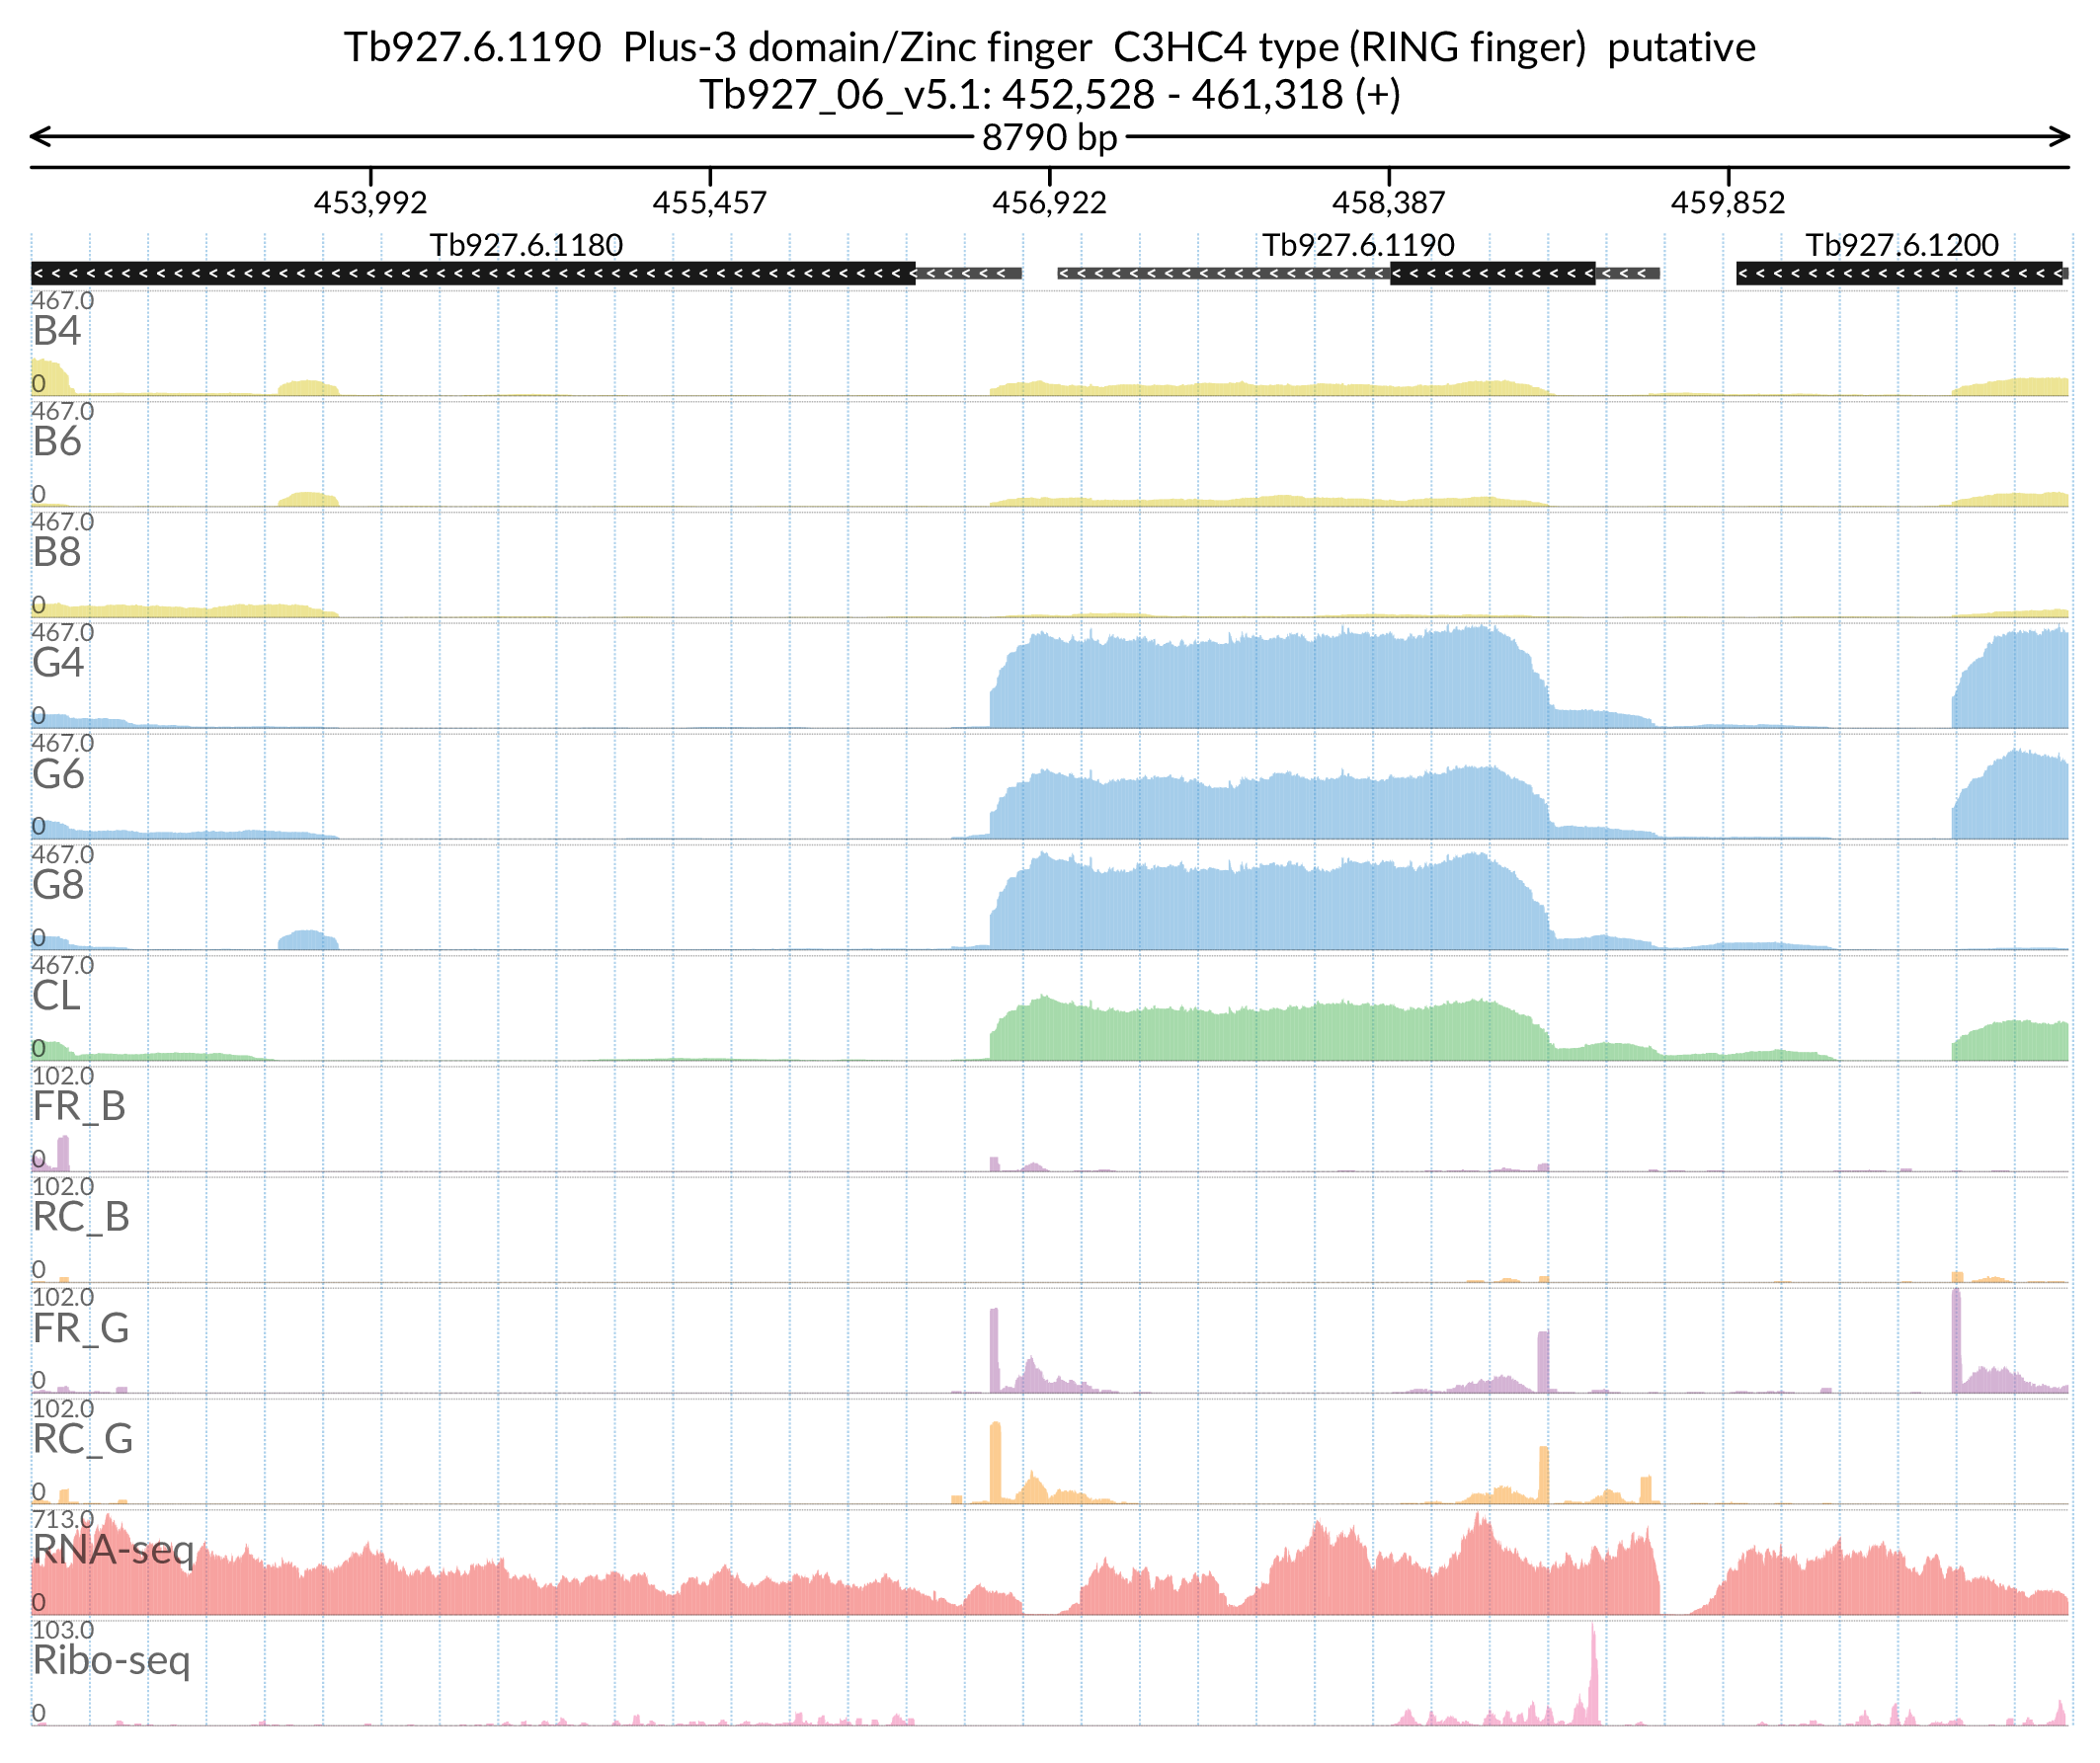 Tb927.6.1190  Plus-3 domain/Zinc finger  C3HC4 type (RING finger)  putative
Tb927_06_v5.1: 452,528 - 461,318 (+)
8790 bp
453,992 455,457 456,922 458,387 459,852
Tb927.6.1180 Tb927.6.1190 Tb927.6.1200
467.0
B4
0
467.0
B6
0
467.0
B8
0
467.0
G4
0
467.0
G6
0
467.0
G8
0
467.0
CL
0
102.0
FR_B
0
102.0
RC_B
0
102.0
FR_G
0
102.0
RC_G
0
713.0
RNA-seq
0
103.0
Ribo-seq
0